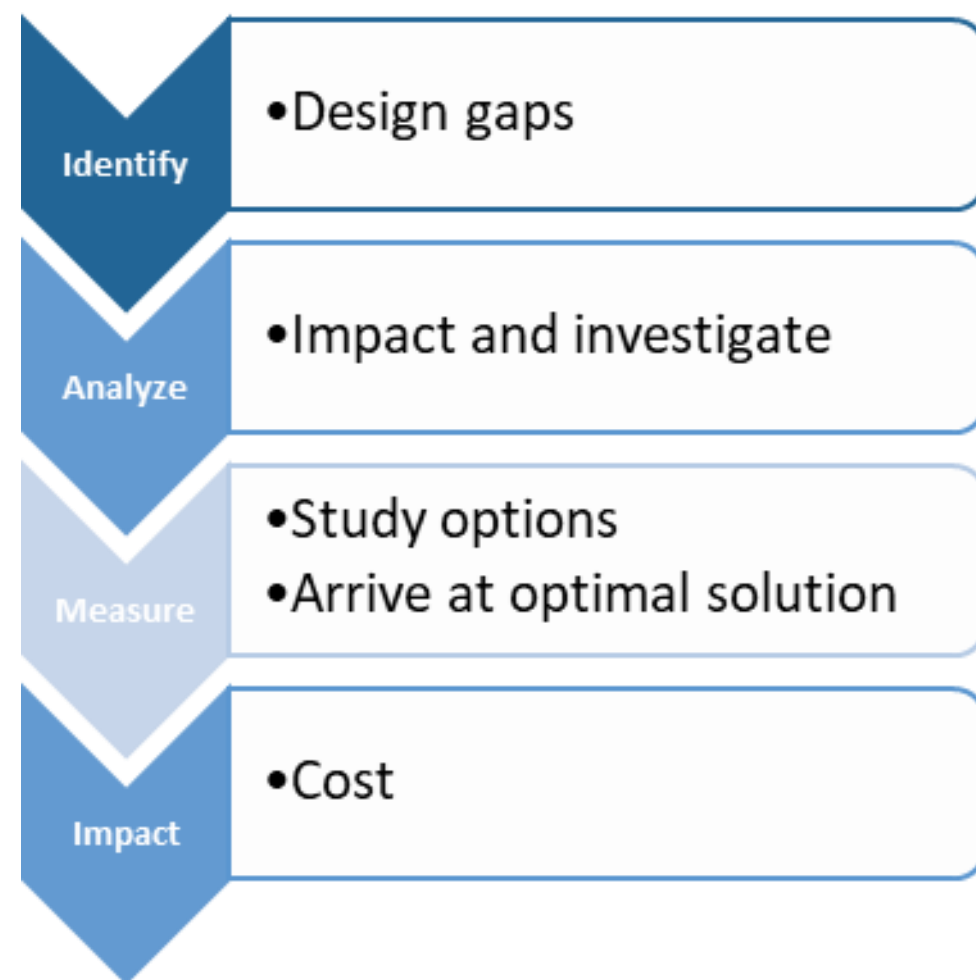 Identify
•Design gaps
Analyze
•Impact and investigate
Measure
•Study options
•Arrive at optimal solution
Impact
•Cost